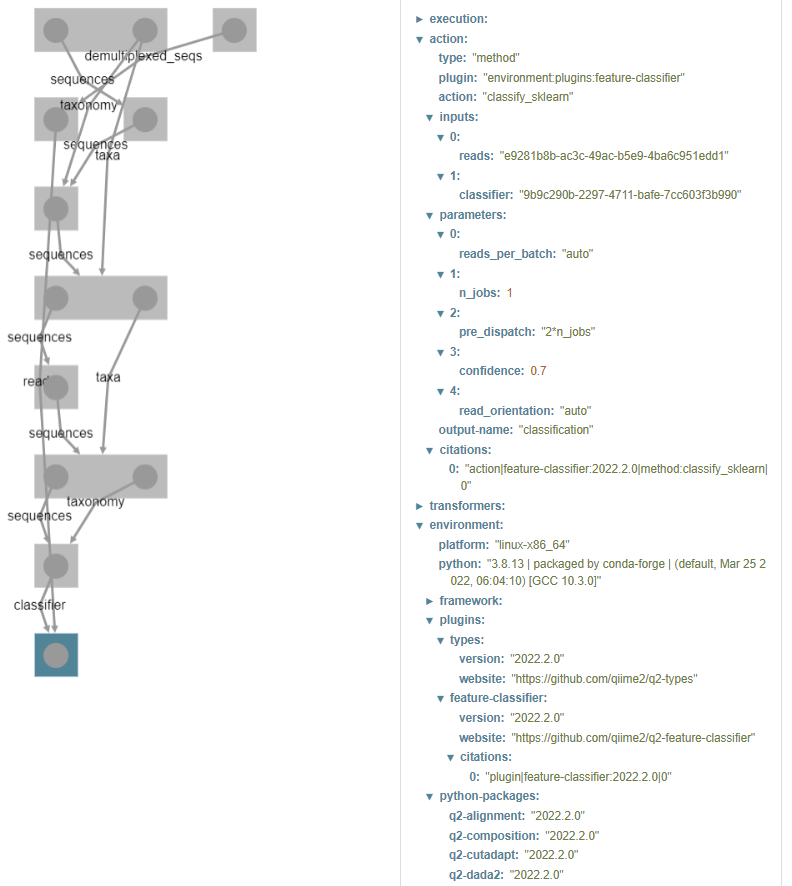 demultiplexed_seqs
sequences
taxonomy
sequences
taxa
sequences
sequences
taxa
sequences
taxonomy
sequences
classifier
execution:
action:
type: "method"
plugin: "environment:plugins:feature-classifier"
action: "classify_sklearn"
inputs:
0:
reads: "e9281b8b-ac3c-49ac-b5e9-4ba6c951edd1"
1:
classifier: "9b9c290b-2297-4711-bafe-7cc603f3b990"
parameters:
0:
reads_per_batch: "auto"
1:
n_jobs: 1
2:
pre_dispatch: "2*n_jobs"
3:
confidence: 0.7
4:
read_orientation: "auto"
output-name: "classification"
citations:
0: "action|feature-classifier:2022.2.0|method:classify_sklearn|
0"
transformers:
environment:
platform: "linux-x86_64"
python: "3.8.13 | packaged by conda-forge | (default, Mar 25 2
022, 06:04:10) [GCC 10.3.0]"
framework:
plugins:
types:
version: "2022.2.0"
website: "https://github.com/qiime2/q2-types"
feature-classifier:
version: "2022.2.0"
website: "https://github.com/qiime2/q2-feature-classifier"
citations:
0: "plugin|feature-classifier:2022.2.0|0"
python-packages:
q2-alignment: "2022.2.0"
q2-composition: "2022.2.0"
q2-cutadapt: "2022.2.0"
q2-dada2: "2022.2.0"